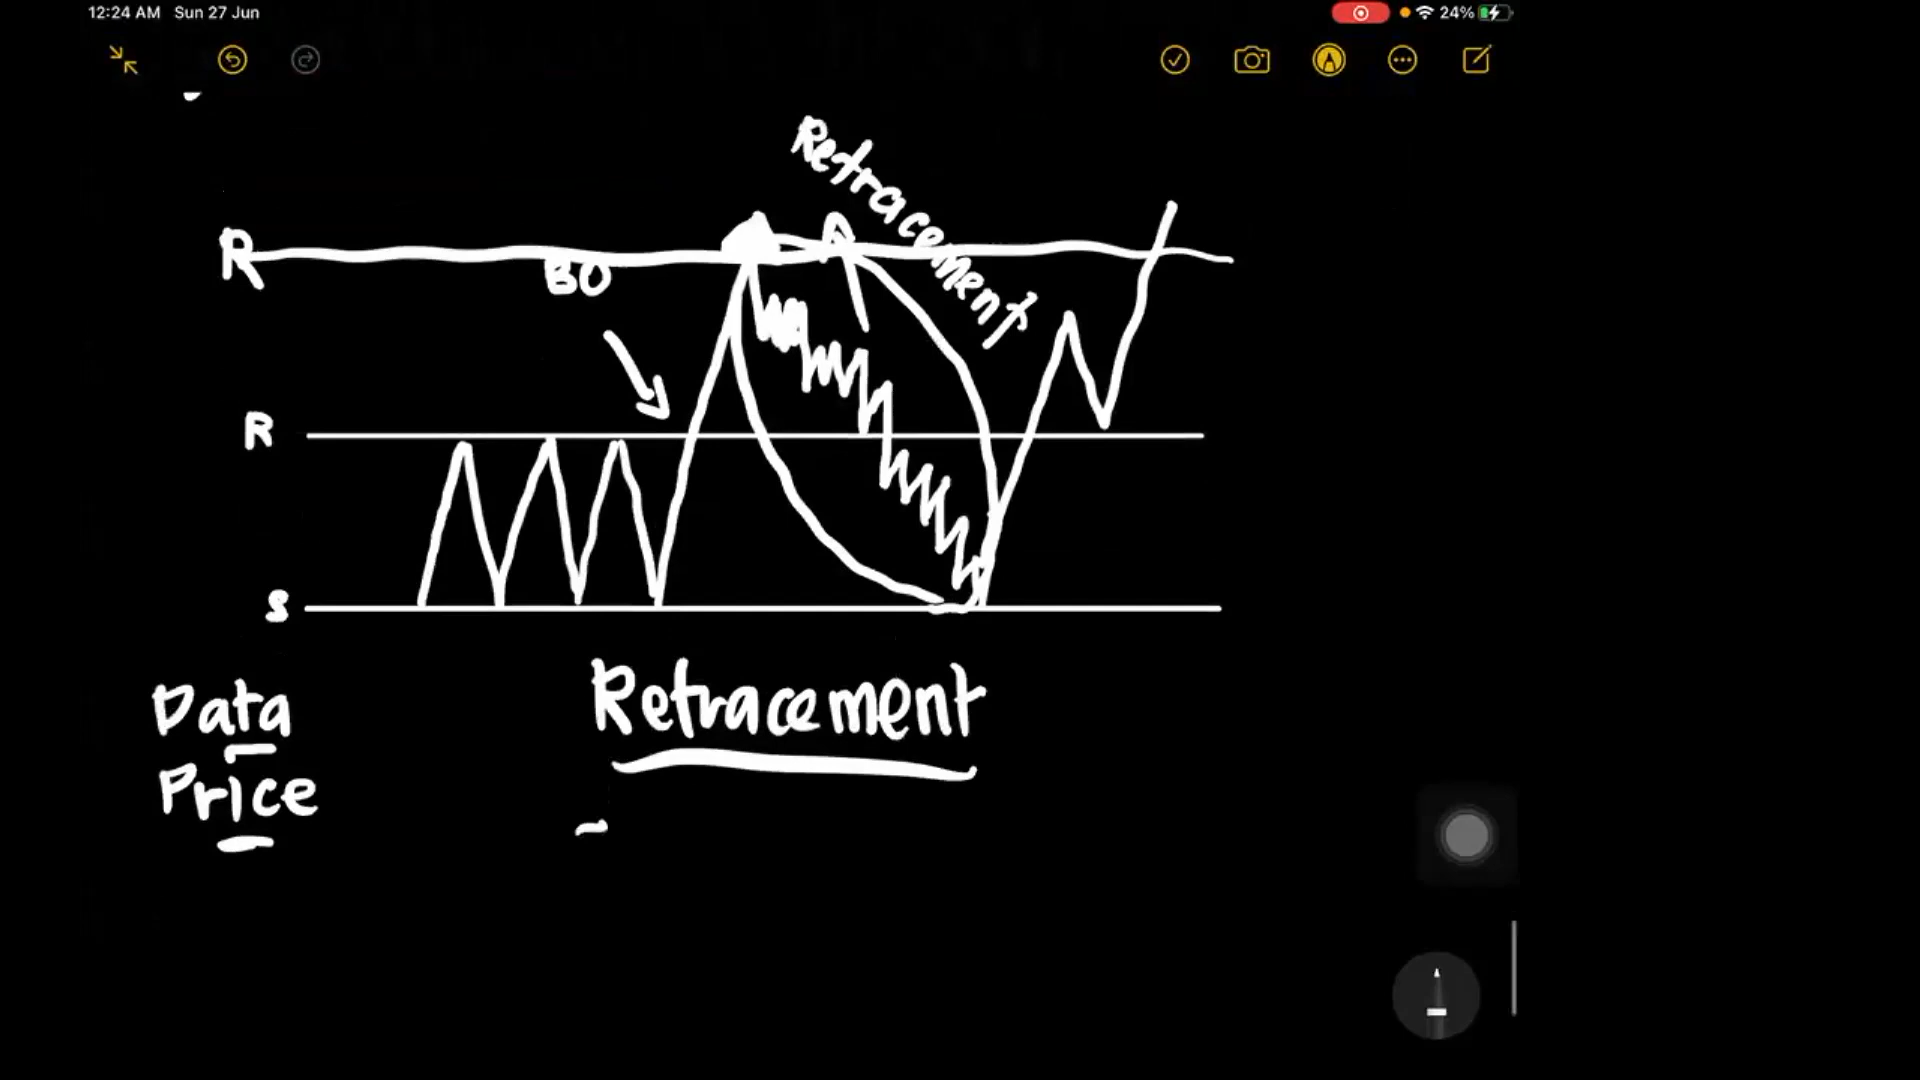 12:24 AM Sun 27 Jun
24%
Retracement
R
BO
R
S
Data
Retracement
Price